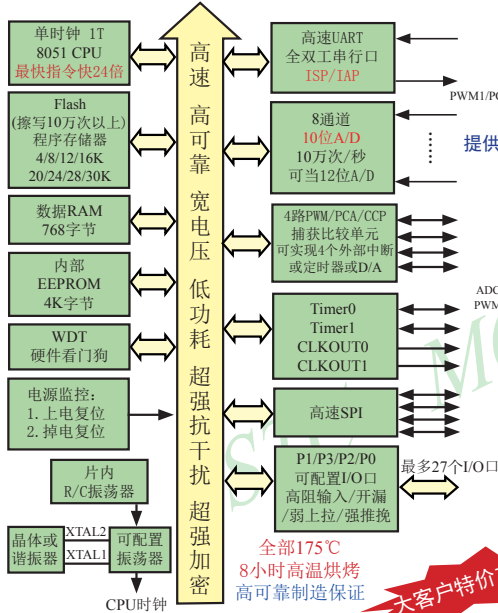 单时钟 1T
8051 CPU
最快指令快24倍
Flash
(擦写10万次以上)
程序存储器
4/8/12/16K
20/24/28/30K
数据RAM
768字节
内部
EEPROM
4K字节
WDT
硬件看门狗
电源监控：
1.上电复位
2.掉电复位
片内
R/C振荡器
晶体或
谐振器
XTAL2
XTAL1
可配置
振荡器
CPU时钟
高速 高可靠 宽电压 低功耗 超强抗干扰 超强加密
高速UART
全双工串行口
ISP/IAP
PWM1/PC
8通道
10位A/D
10万次/秒
可当12位A/D
提供
4路PWM/PCA/CCP
捕获比较单元
可实现4个外部中断
或定时器或D/A
ADC
PWM
Timer0
Timer1
CLKOUT0
CLKOUT1
高速SPI
P1/P3/P2/P0
可配置I/O口
高阻输入/开漏
/弱上拉/强推挽
最多27个I/O口
全部175℃
8小时高温烘烤
高可靠制造保证
大客户特价